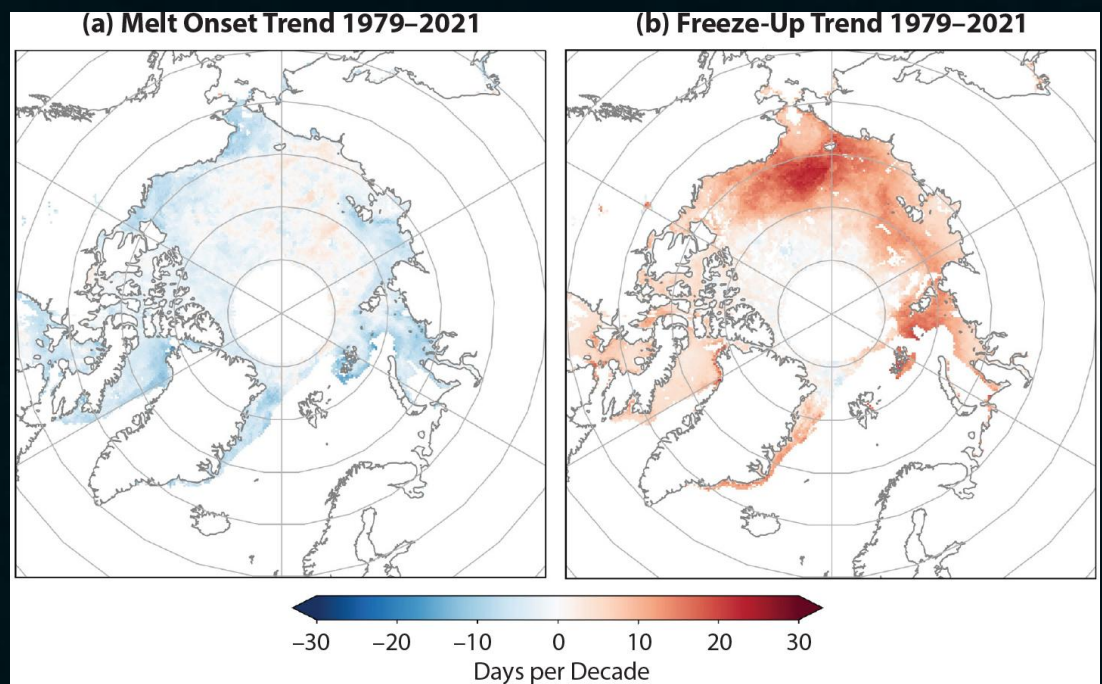 (a) Melt Onset Trend 1979–2021
(b) Freeze-Up Trend 1979–2021
–30 –20 –10 0 10 20 30
Days per Decade